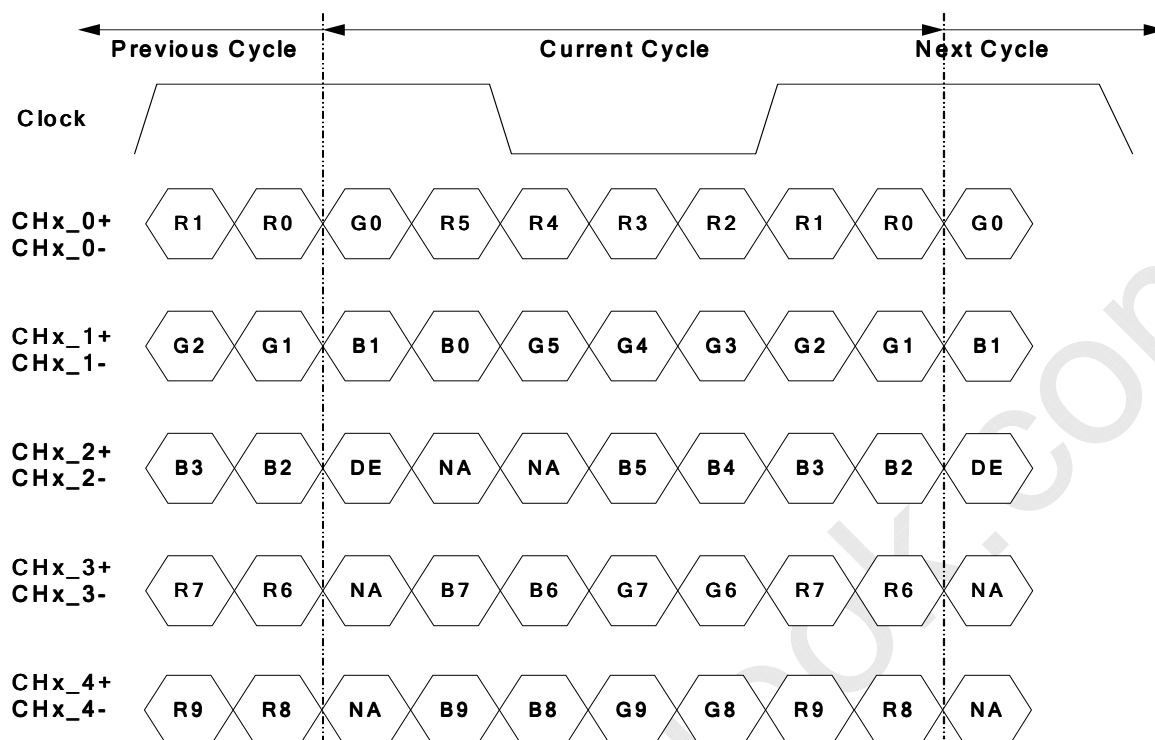 Previous Cycle Current Cycle Next Cycle
Clock
CHx_0+
CHx_0-
R1 R0 G0 R5 R4 R3 R2 R1 R0 G0
CHx_1+
CHx_1-
G2 G1 B1 B0 G5 G4 G3 G2 G1 B1
CHx_2+
CHx_2-
B3 B2 DE NA NA B5 B4 B3 B2 DE
CHx_3+
CHx_3-
R7 R6 NA B7 B6 G7 G6 R7 R6 NA
CHx_4+
CHx_4-
R9 R8 NA B9 B8 G9 G8 R9 R8 NA